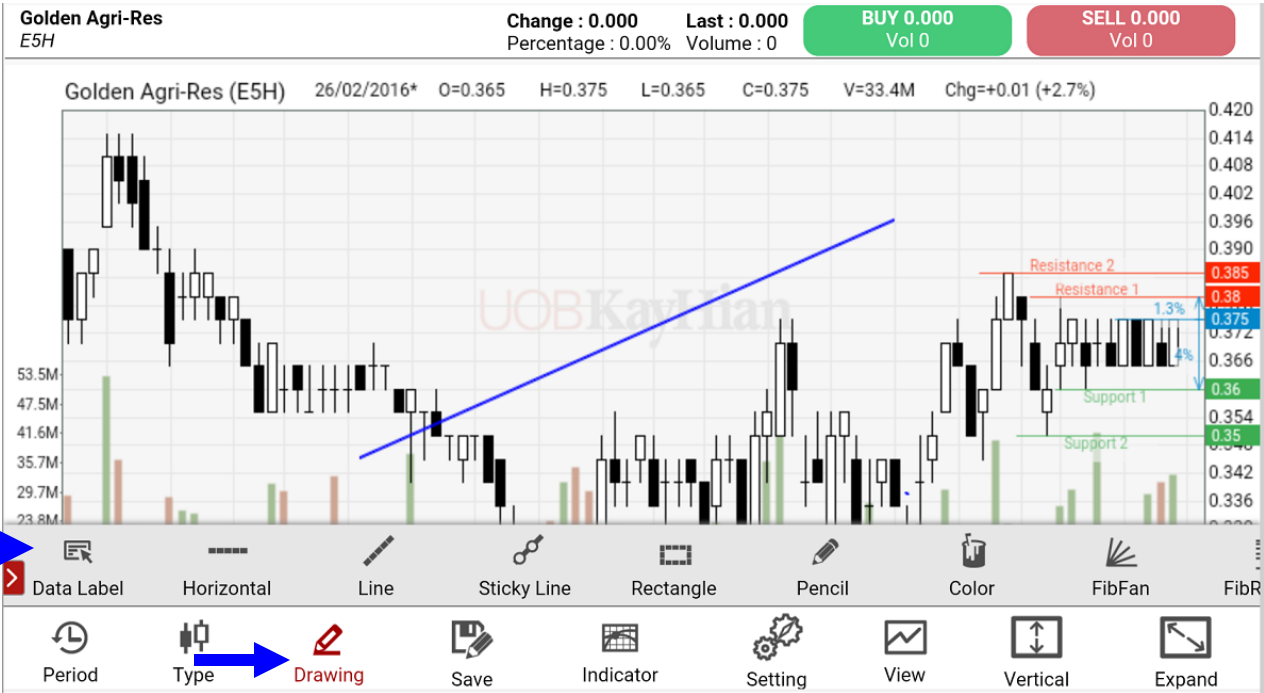 Golden Agri-Res
E5H
Change : 0.000 Last : 0.000
Percentage : 0.00% Volume : 0
BUY 0.000
Vol 0
SELL 0.000
Vol 0
Golden Agri-Res (E5H) 26/02/2016* O=0.365 H=0.375 L=0.365 C=0.375 V=33.4M Chg=+0.01 (+2.7%)
0.420
0.414
0.408
0.402
0.396
0.390
Resistance 2 0.385
Resistance 1 0.38
1.3% 0.375
UOBKayHian
0.372
4% 0.366
53.5M
Support 1 0.36
47.5M
0.354
41.6M
Support 2 0.35
35.7M
0.342
29.7M
0.336
23.8M
Data Label Horizontal Line Sticky Line Rectangle Pencil Color FibFan FibR
Period Type Drawing Save Indicator Setting View Vertical Expand